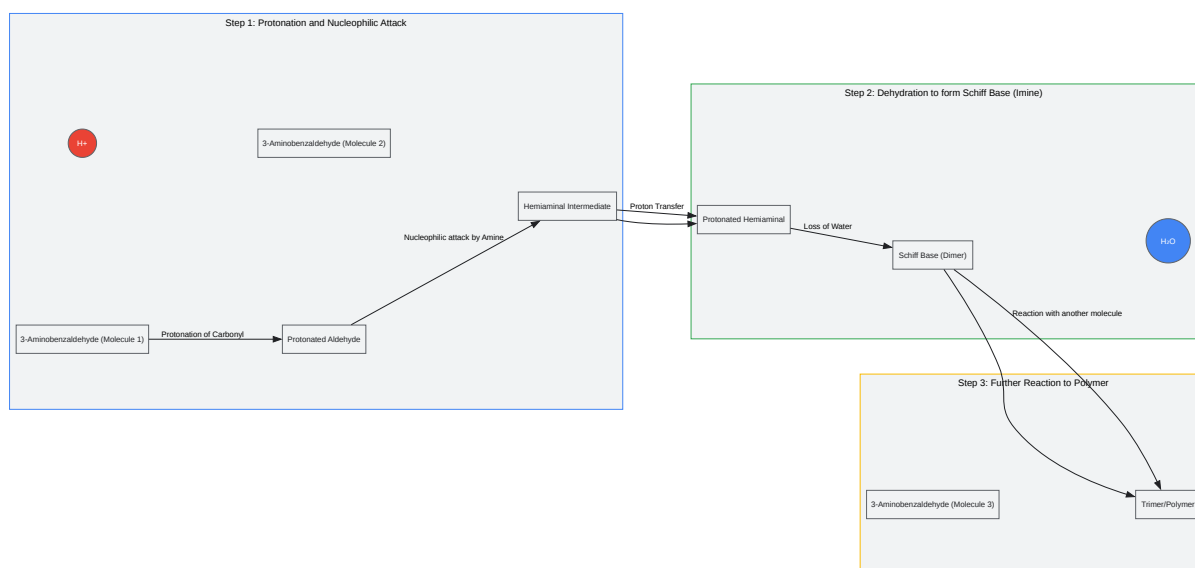 Step 1: Protonation and Nucleophilic Attack
H+
3-Aminobenzaldehyde (Molecule 2)
Hemiaminal Intermediate
Nucleophilic attack by Amine
3-Aminobenzaldehyde (Molecule 1)
Protonation of Carbonyl
Protonated Aldehyde
Proton Transfer
Step 2: Dehydration to form Schiff Base (Imine)
Protonated Hemiaminal
Loss of Water
Schiff Base (Dimer)
H₂O
Reaction with another molecule
Step 3: Further Reaction to Polymer
3-Aminobenzaldehyde (Molecule 3)
Trimer/Polymer